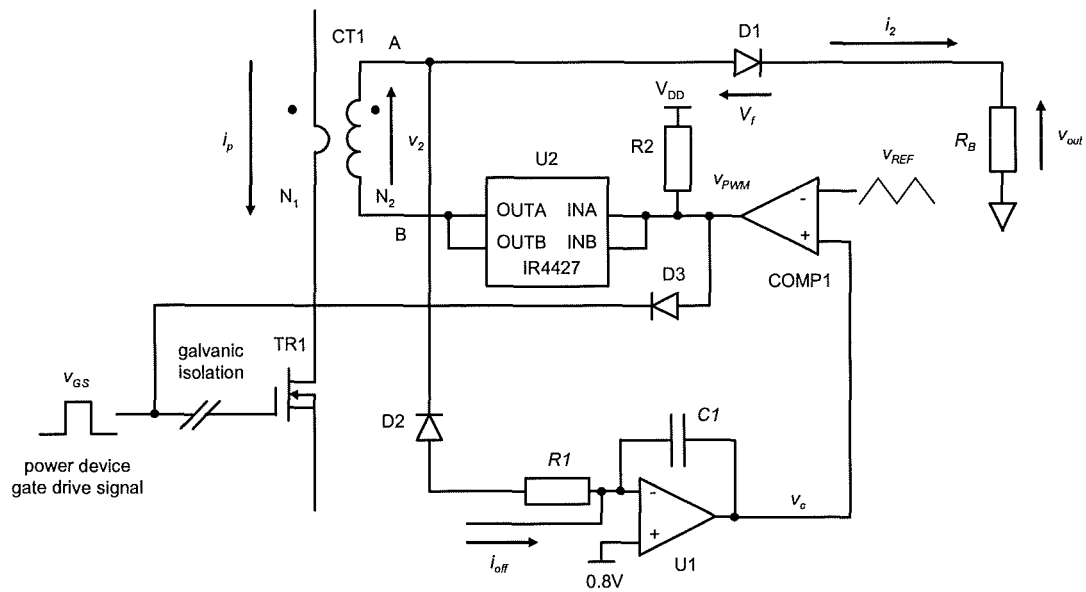 CT1
A
D1
i2
VDD
Vf
ip
v2
U2
R2
RB
vout
vPWM
vREF
N1
N2
OUTA INA
B
OUTB INB
IR4427
-
+
D3
COMP1
galvanic
isolation
TR1
vGS
D2
C1
power device
gate drive signal
R1
-
vc
+
ioff
U1
0.8V